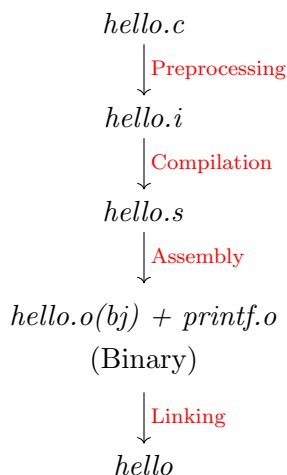 hello.c
Preprocessing
hello.i
Compilation
hello.s
Assembly
hello.o(bj) + printf.o
(Binary)
Linking
hello